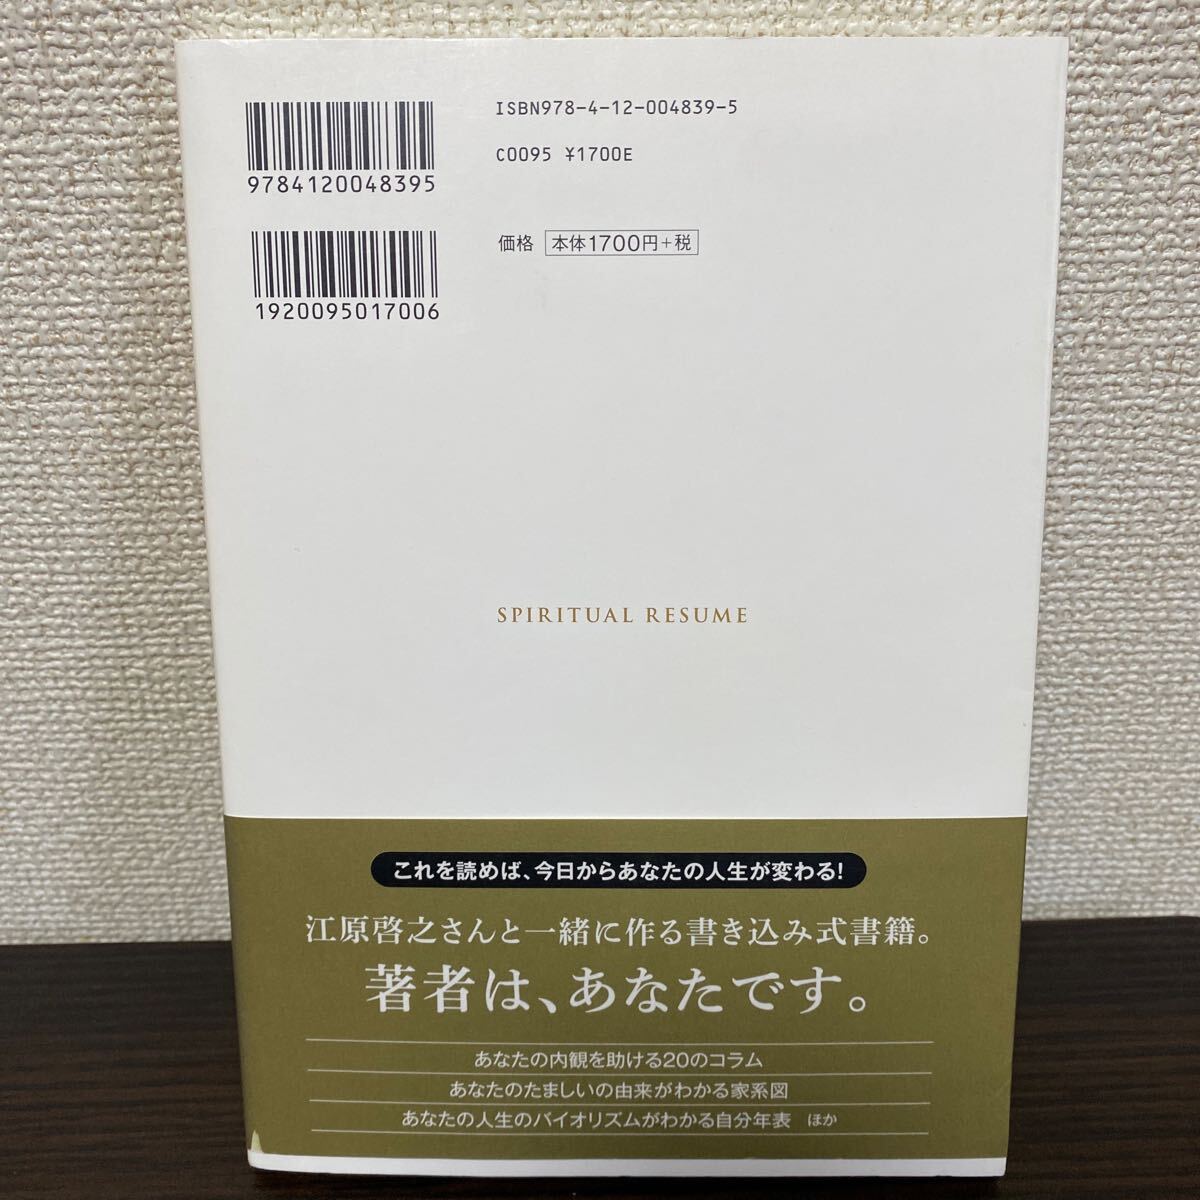 ISBN978-4-12-004839-5
C0095 ¥1700E
9784120048395
価格 本体1700円+税
1920095017006
SPIRITUAL RESUME
これを読めば、今日からあなたの人生が変わる!
江原啓之さんと一緒に作る書き込み式書籍。
著者は、あなたです。
あなたの内観を助ける20のコラム
あなたのたましいの由来がわかる家系図
あなたの人生のバイオリズムがわかる自分年表 ほか